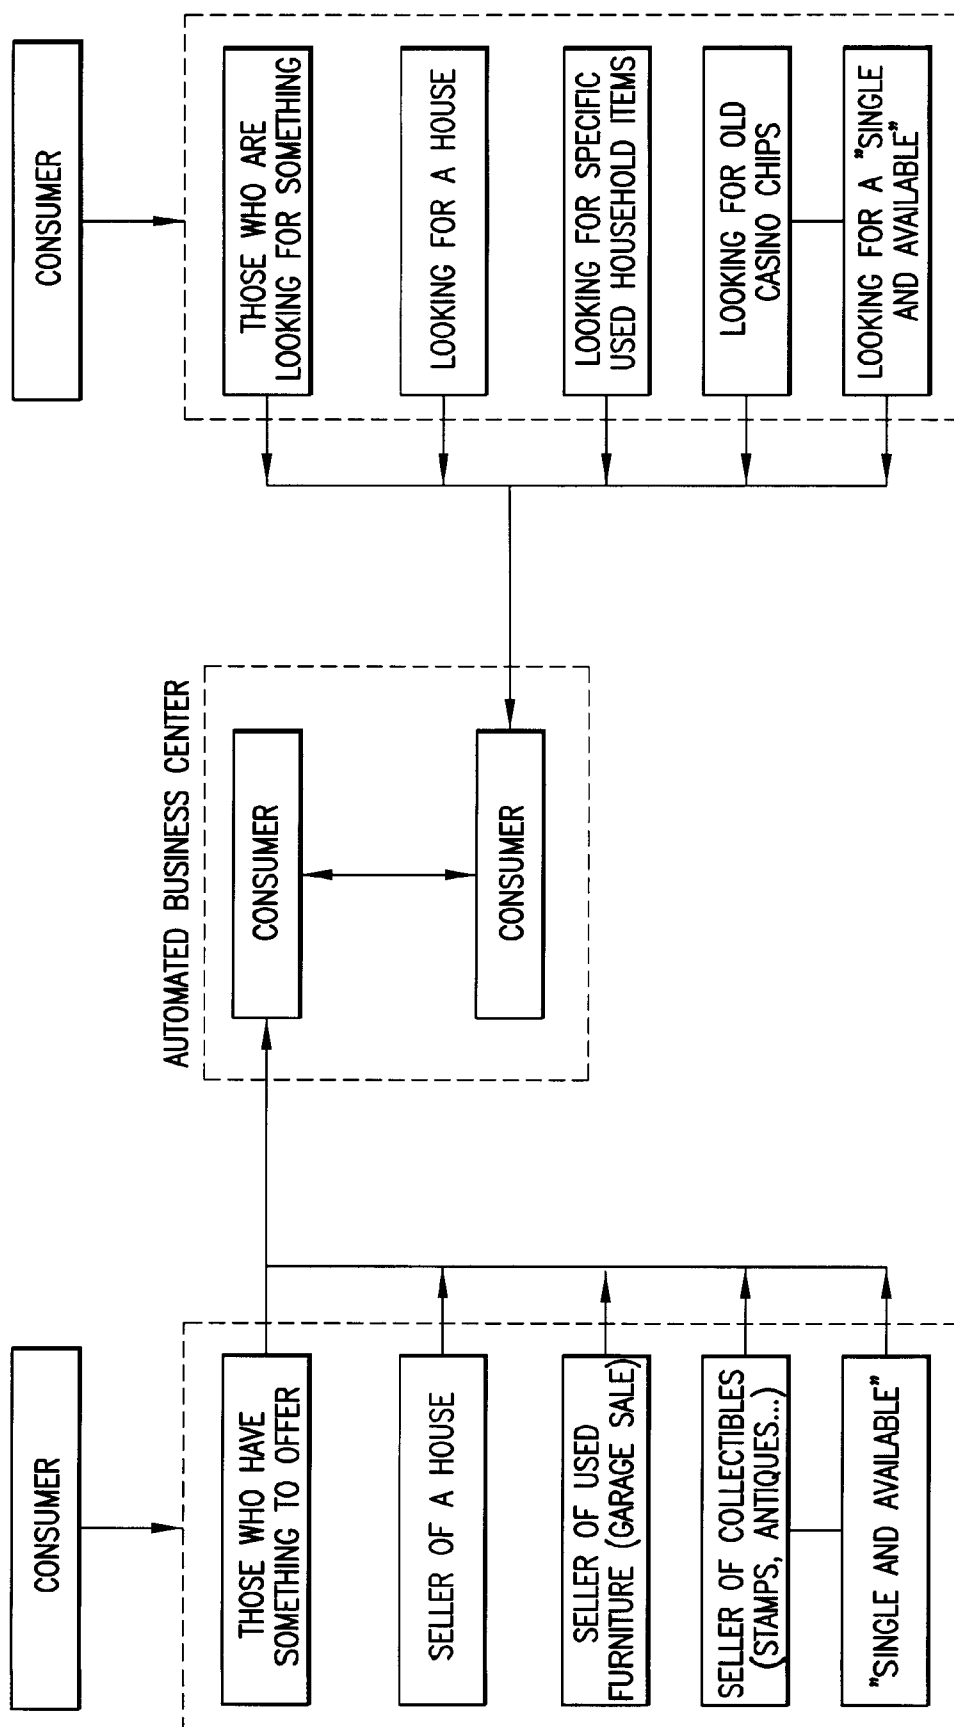 CONSUMER
THOSE WHO HAVE
SOMETHING TO OFFER
SELLER OF A HOUSE
SELLER OF USED
FURNITURE (GARAGE SALE)
SELLER OF COLLECTIBLES
(STAMPS, ANTIQUES...)
"SINGLE AND AVAILABLE"
AUTOMATED BUSINESS CENTER
CONSUMER
CONSUMER
CONSUMER
THOSE WHO ARE
LOOKING FOR SOMETHING
LOOKING FOR A HOUSE
LOOKING FOR SPECIFIC
USED HOUSEHOLD ITEMS
LOOKING FOR OLD
CASINO CHIPS
LOOKING FOR A "SINGLE
AND AVAILABLE"